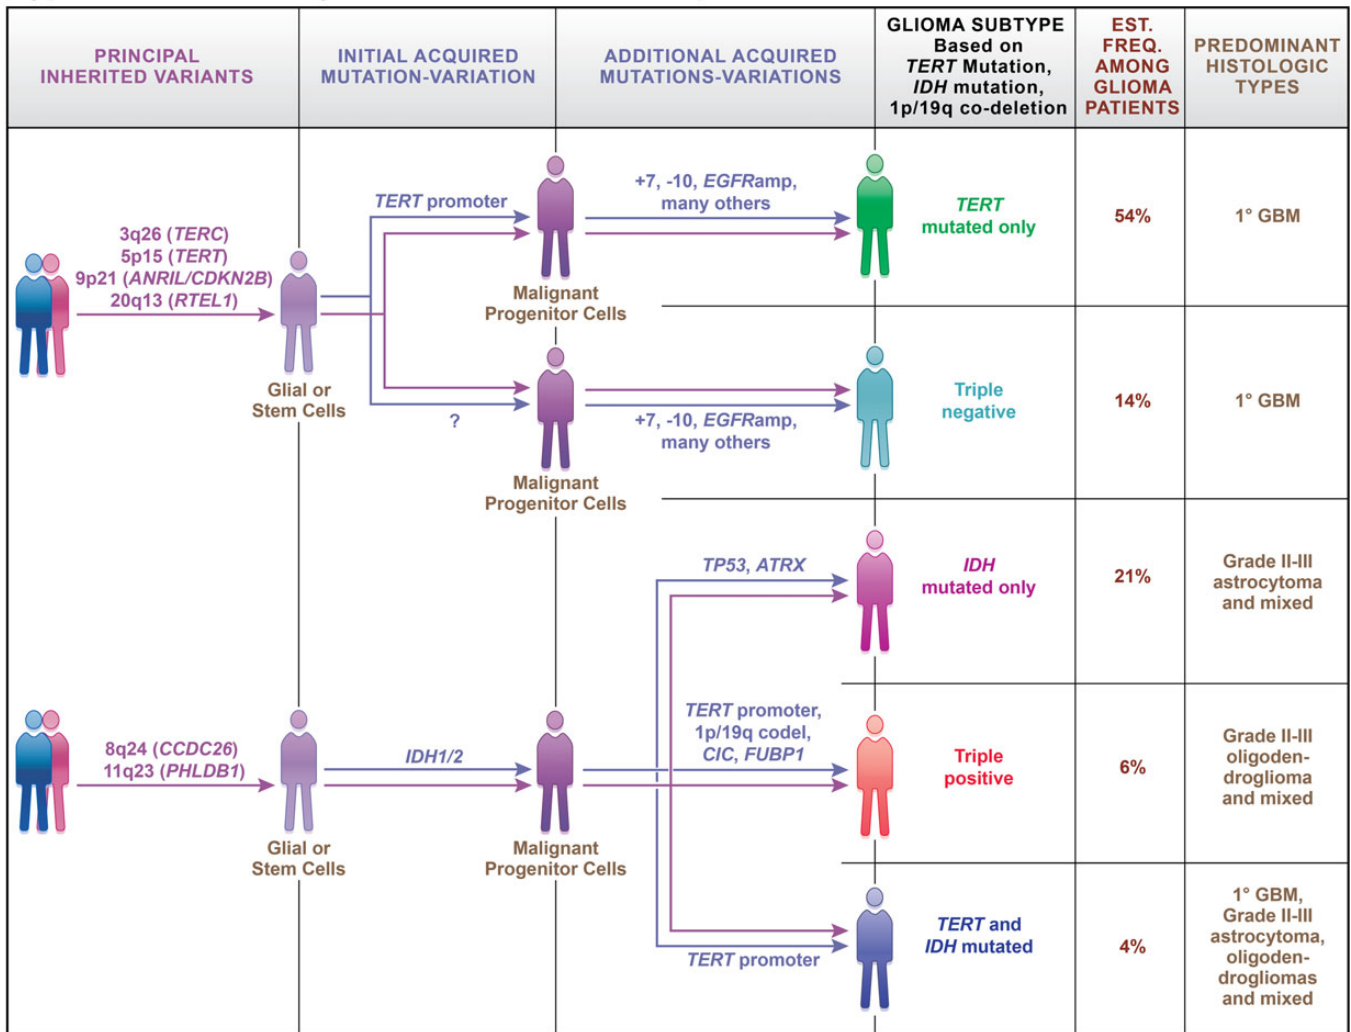 PRINCIPAL
INHERITED VARIANTS
INITIAL ACQUIRED
MUTATION-VARIATION
ADDITIONAL ACQUIRED
MUTATIONS-VARIATIONS
GLIOMA SUBTYPE
Based on
TERT Mutation,
IDH mutation,
1p/19q co-deletion
EST.
FREQ.
AMONG
GLIOMA
PATIENTS
PREDOMINANT
HISTOLOGIC
TYPES
3q26 (TERC)
5p15 (TERT)
9p21 (ANRIL/CDKN2B)
20q13 (RTEL1)
Glial or
Stem Cells
TERT promoter
Malignant
Progenitor Cells
+7, -10, EGFRamp,
many others
TERT
mutated only
54%
1° GBM
?
Malignant
Progenitor Cells
+7, -10, EGFRamp,
many others
Triple
negative
14%
1° GBM
TP53, ATRX
IDH
mutated only
21%
Grade II-III
astrocytoma
and mixed
8q24 (CCDC26)
11q23 (PHLDB1)
Glial or
Stem Cells
IDH1/2
Malignant
Progenitor Cells
TERT promoter,
1p/19q codel,
CIC, FUBP1
Triple
positive
6%
Grade II-III
oligoden-
droglioma
and mixed
TERT promoter
TERT and
IDH mutated
4%
1° GBM,
Grade II-III
astrocytoma,
oligoden-
drogliomas
and mixed